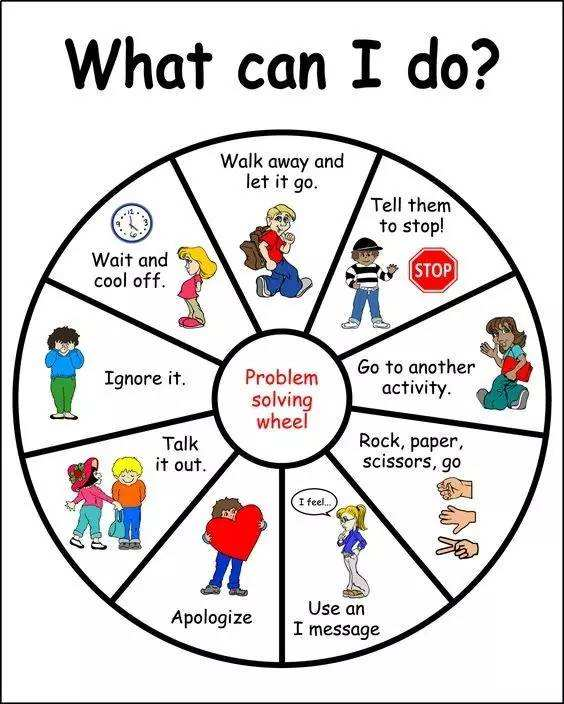 What can I do?
Walk away and
let it go.
Tell them
to stop!
STOP
Go to another
activity.
Rock, paper,
scissors, go
I feel...
Use an
I message
Apologize
Talk
it out.
Ignore it.
12
Wait and
cool off.
Problem
solving
wheel